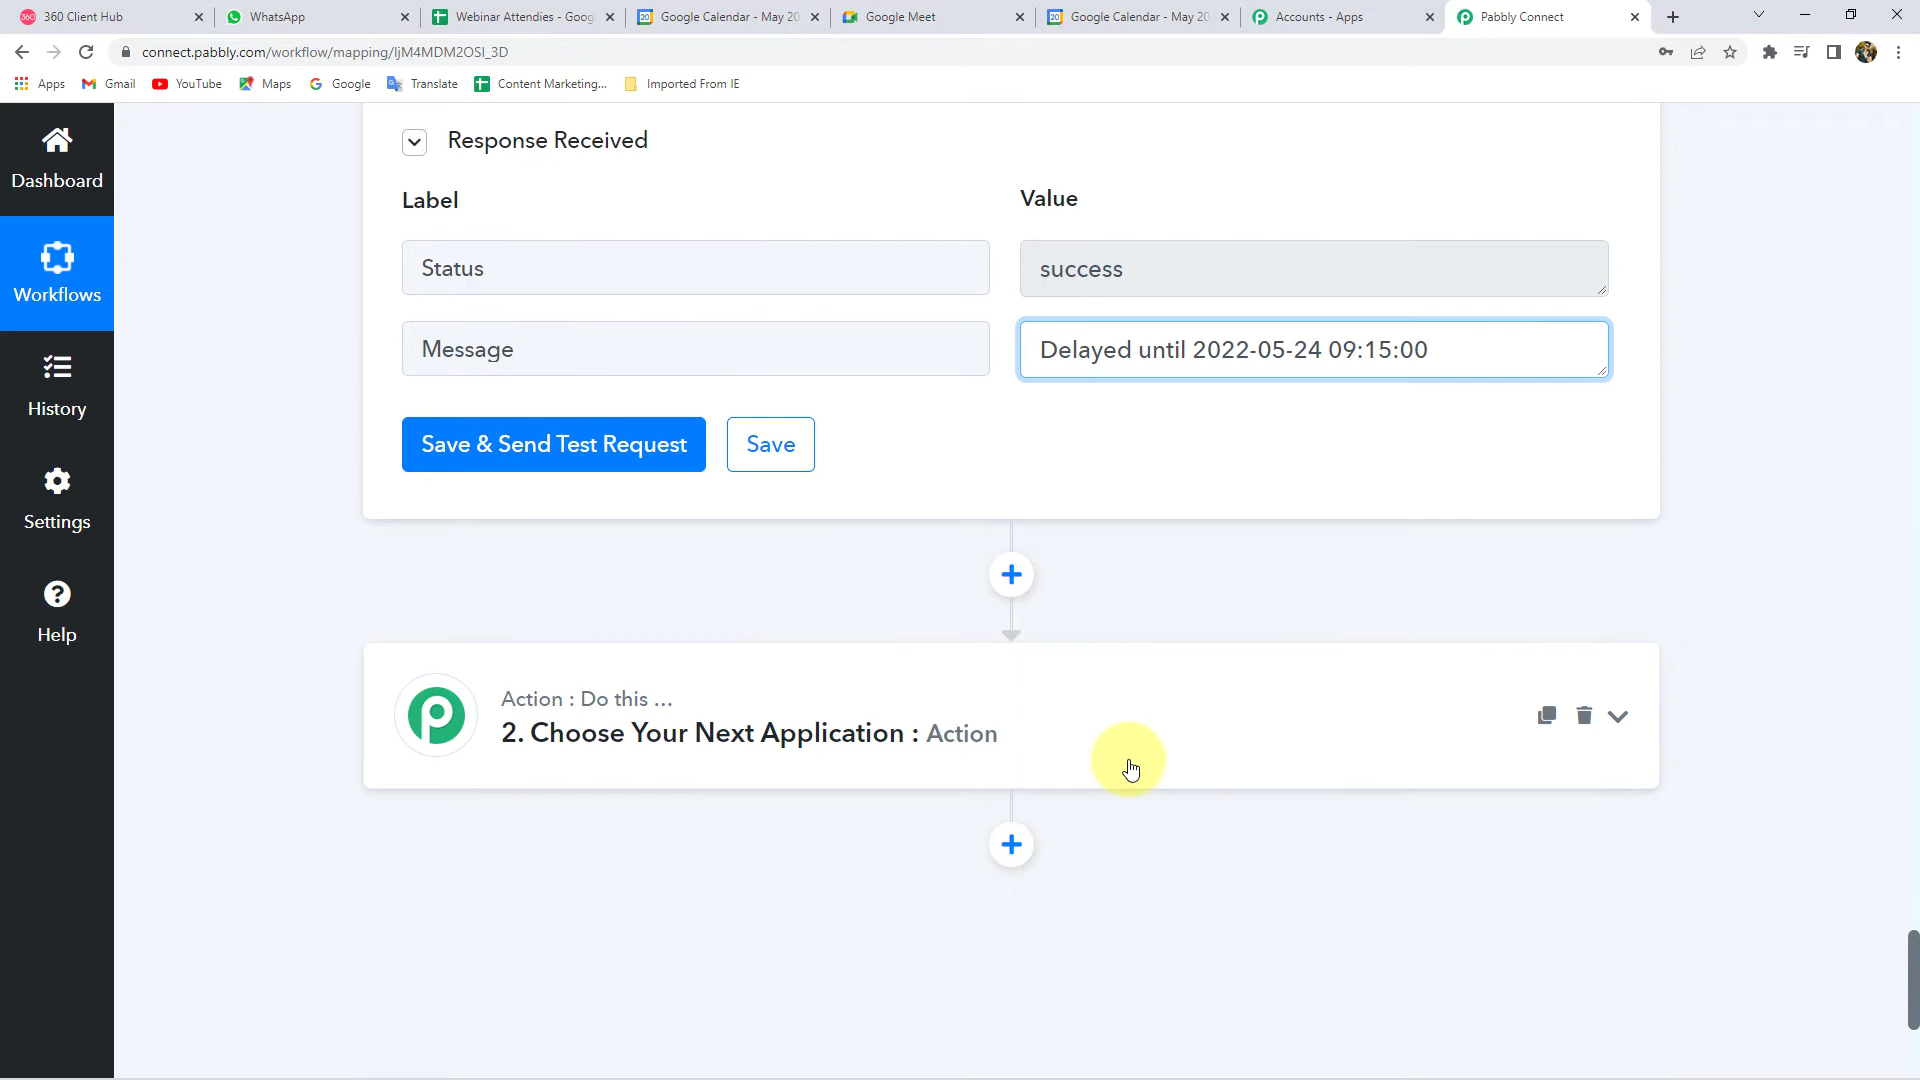 360 Client Hub
WhatsApp
Webinar Attendies - Goog
Google Calendar - May 20
Google Meet
Google Calendar - May 20
Accounts - Apps
Pabbly Connect
connect.pabbly.com/workflow/mapping/IjM4MDM2OSI_3D
Apps
Gmail
YouTube
Maps
Google
Translate
Content Marketing...
Imported From IE
Dashboard
Workflows
History
Settings
Help
Response Received
Label
Value
Status
success
Message
Delayed until 2022-05-24 09:15:00
Save & Send Test Request
Save
Action : Do this ...
2. Choose Your Next Application : Action